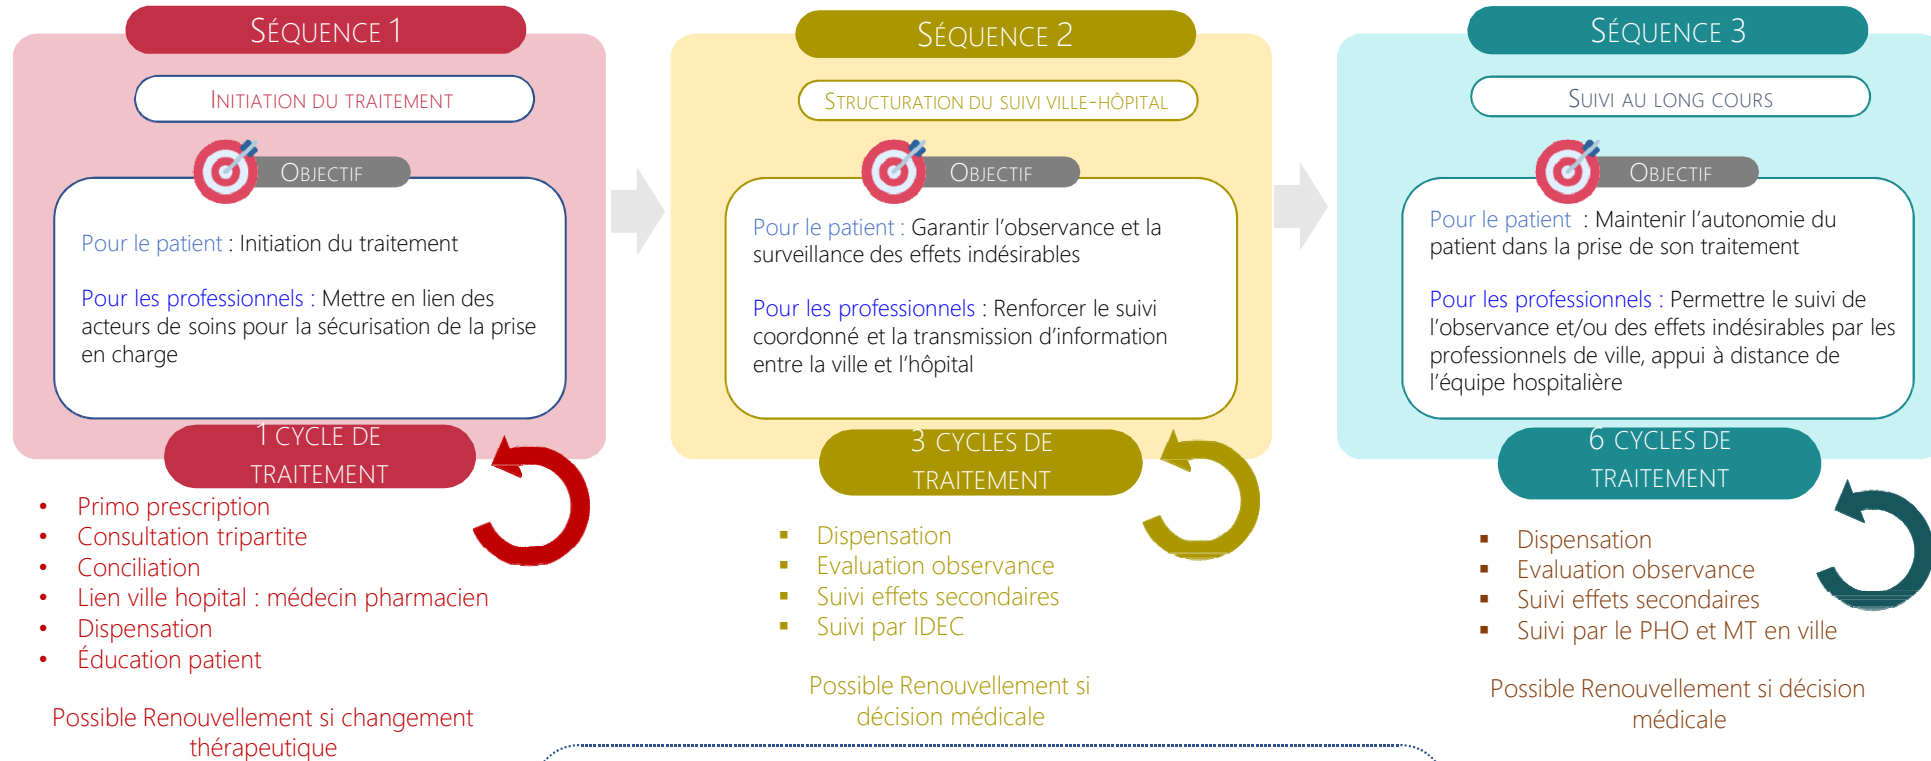 SÉQUENCE 1
INITIATION DU TRAITEMENT
OBJECTIF
Pour le patient : Initiation du traitement
Pour les professionnels : Mettre en lien des
acteurs de soins pour la sécurisation de la prise
en charge
1 CYCLE DE
TRAITEMENT
• Primo prescription
• Consultation tripartite
• Conciliation
• Lien ville hopital : médecin pharmacien
• Dispensation
• Éducation patient
Possible Renouvellement si changement
thérapeutique
SÉQUENCE 2
STRUCTURATION DU SUIVI VILLE-HÔPITAL
OBJECTIF
Pour le patient : Garantir l'observance et la
surveillance des effets indésirables
Pour les professionnels : Renforcer le suivi
coordonné et la transmission d'information
entre la ville et l'hôpital
3 CYCLES DE
TRAITEMENT
▪ Dispensation
▪ Evaluation observance
▪ Suivi effets secondaires
▪ Suivi par IDEC
Possible Renouvellement si
décision médicale
SÉQUENCE 3
SUIVI AU LONG COURS
OBJECTIF
Pour le patient : Maintenir l'autonomie du
patient dans la prise de son traitement
Pour les professionnels : Permettre le suivi de
l'observance et/ou des effets indésirables par les
professionnels de ville, appui à distance de
l'équipe hospitalière
6 CYCLES DE
TRAITEMENT
▪ Dispensation
▪ Evaluation observance
▪ Suivi effets secondaires
▪ Suivi par le PHO et MT en ville
Possible Renouvellement si décision
médicale